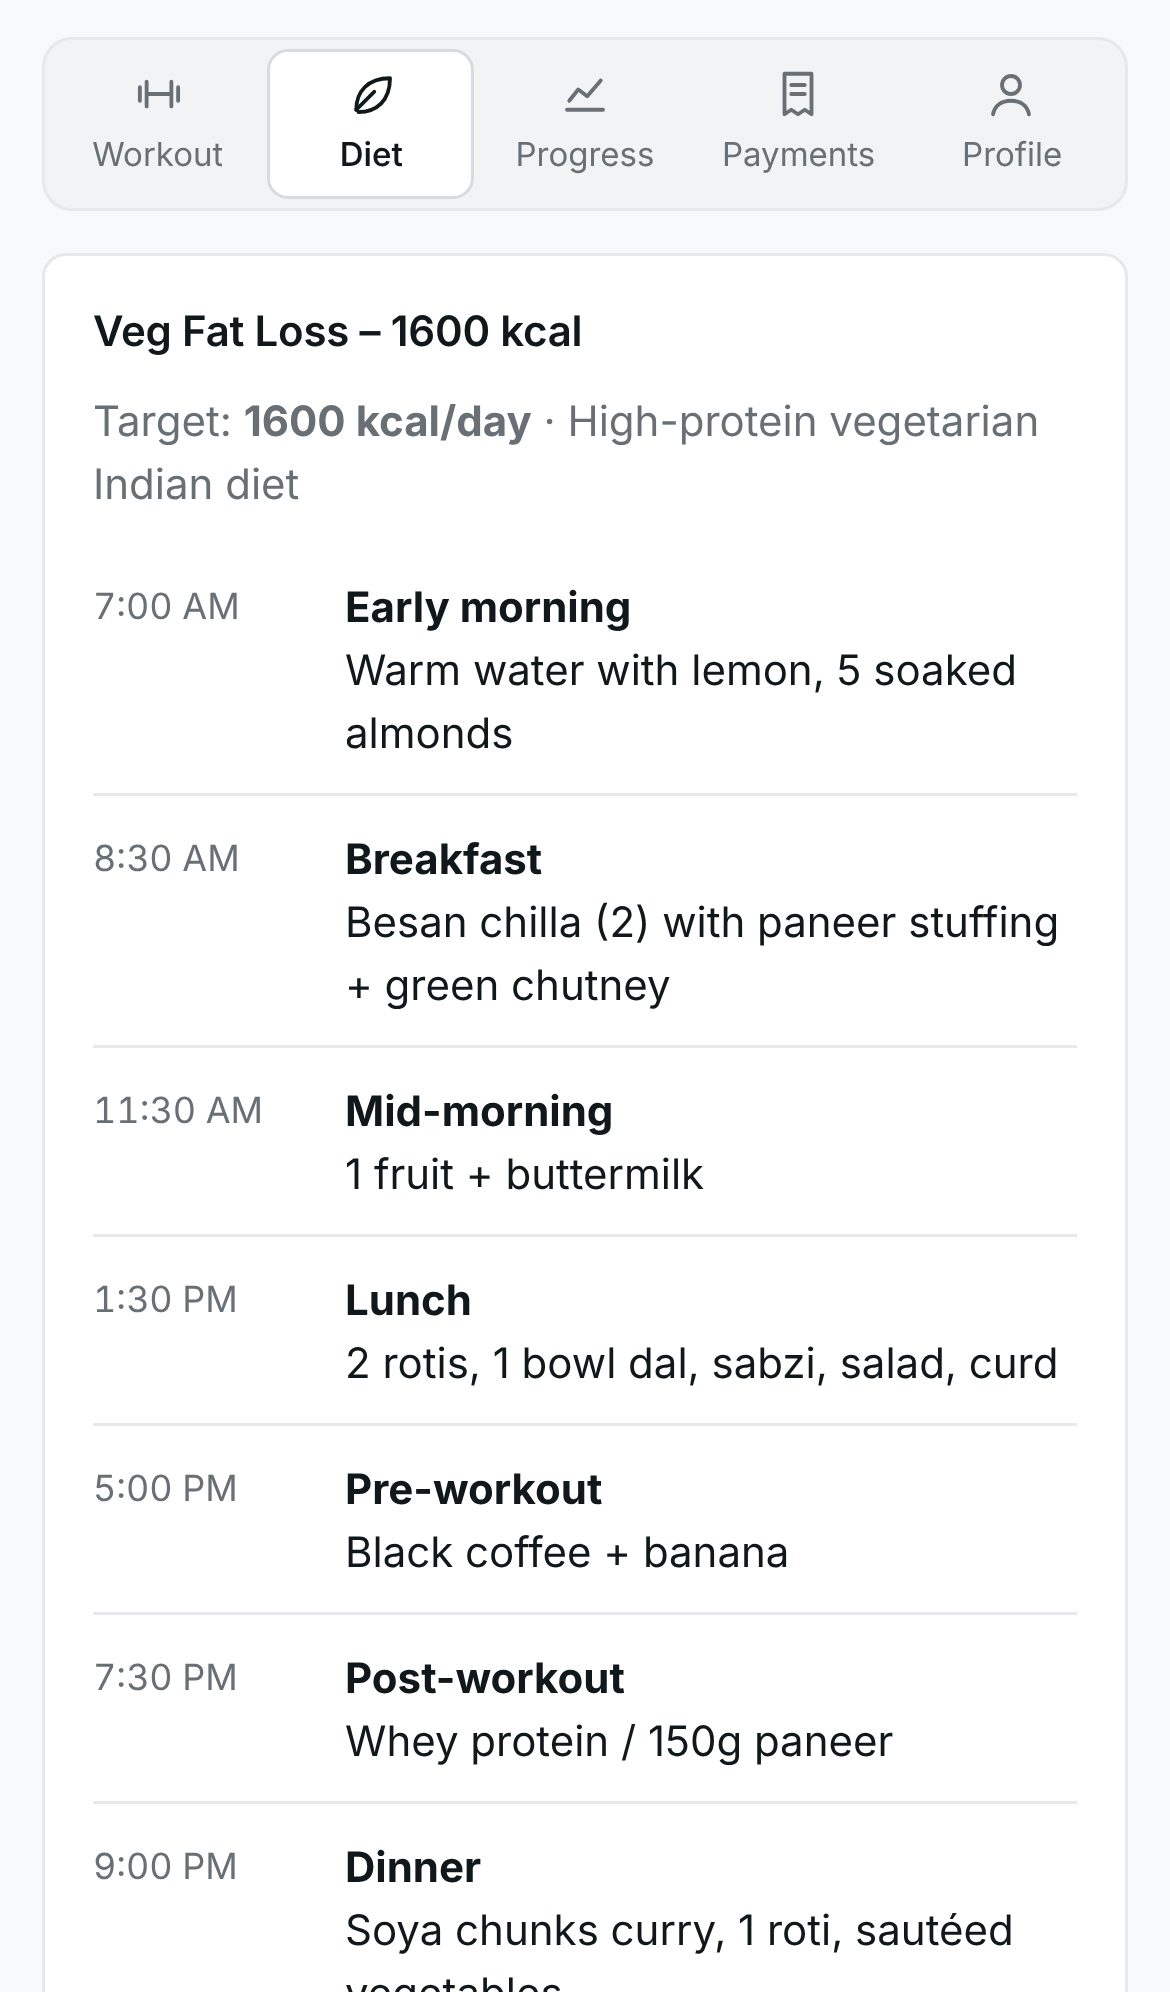 Workout
Diet
Progress
Payments
Profile
Veg Fat Loss – 1600 kcal
Target: 1600 kcal/day · High-protein vegetarian
Indian diet
7:00 AM
Early morning
Warm water with lemon, 5 soaked
almonds
8:30 AM
Breakfast
Besan chilla (2) with paneer stuffing
+ green chutney
11:30 AM
Mid-morning
1 fruit + buttermilk
1:30 PM
Lunch
2 rotis, 1 bowl dal, sabzi, salad, curd
5:00 PM
Pre-workout
Black coffee + banana
7:30 PM
Post-workout
Whey protein / 150g paneer
9:00 PM
Dinner
Soya chunks curry, 1 roti, sautéed
vegetables